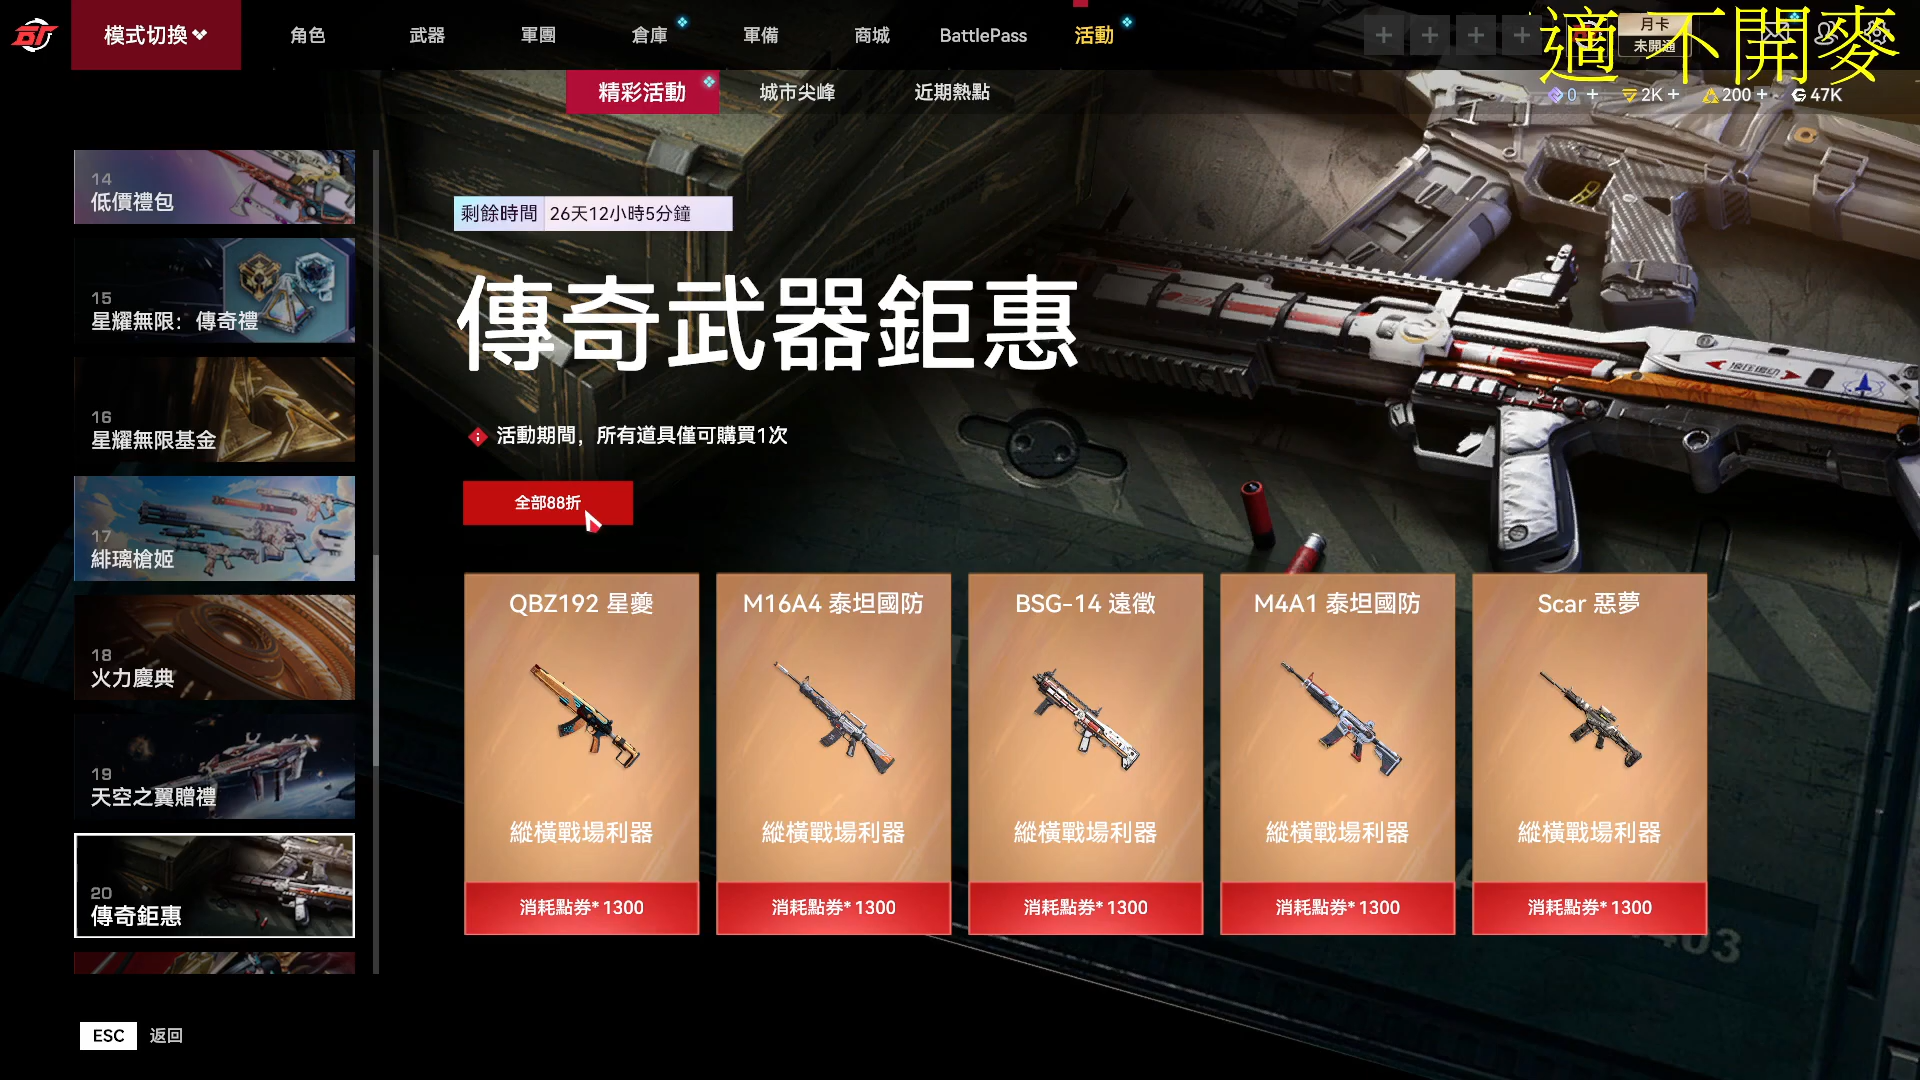 模式切換
角色
武器
軍團
倉庫
軍備
商城
BattlePass
活動
月卡
未開通
適 不開麥
精彩活動
城市尖峰
近期熱點
0 +
2K +
200 +
47K
14
低價禮包
15
星耀無限：傳奇禮
16
星耀無限基金
17
緋璃槍姬
18
火力慶典
19
天空之翼贈禮
20
傳奇鉅惠
剩餘時間 26天12小時5分鐘
傳奇武器鉅惠
活動期間，所有道具僅可購買1次
全部88折
QBZ192 星夔
M16A4 泰坦國防
BSG-14 遠徵
M4A1 泰坦國防
Scar 惡夢
縱橫戰場利器
縱橫戰場利器
縱橫戰場利器
縱橫戰場利器
縱橫戰場利器
消耗點券* 1300
消耗點券* 1300
消耗點券* 1300
消耗點券* 1300
消耗點券* 1300
ESC 返回